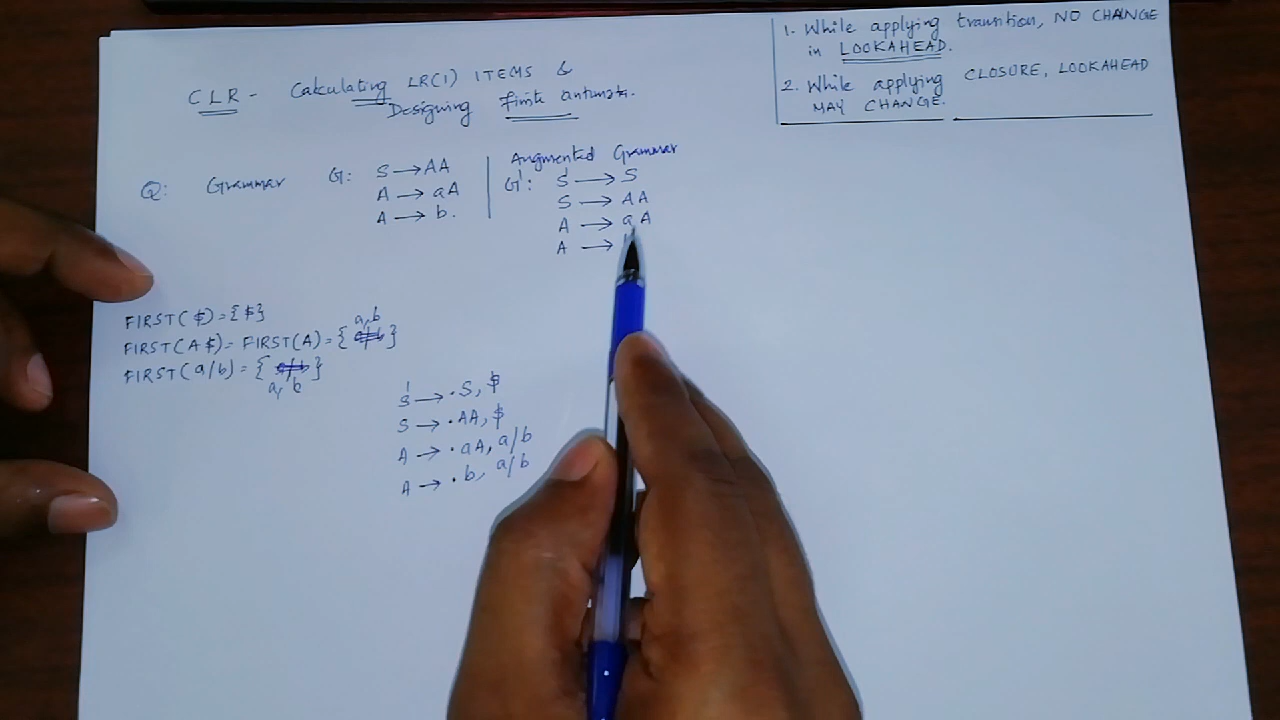 1. While applying transition, NO CHANGE
in LOOKAHEAD.
2. While applying CLOSURE, LOOKAHEAD
MAY CHANGE.
CLR - Calculating LR(1) ITEMS &
Designing finite automata.
Q: Grammar G: S → AA
A → aA
A → b.
Augmented Grammar
G': S' → S
S → AA
A → aA
A →
FIRST($) = {$}
a,b
FIRST(A$) = FIRST(A) = { a/b }
FIRST(a/b) = { a/b }
a, b
S' → ·S, $
S → ·AA, $
A → ·aA, a/b
A → ·b, a/b